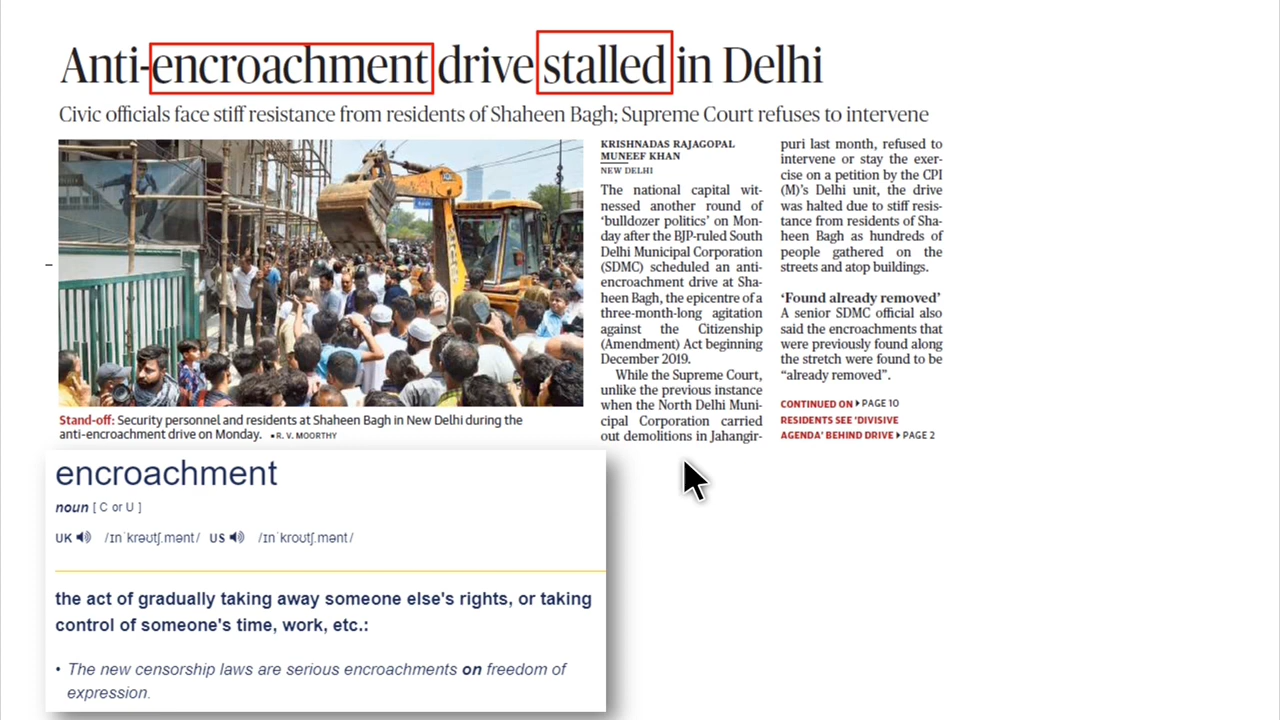 Anti-encroachment drive stalled in Delhi
Civic officials face stiff resistance from residents of Shaheen Bagh; Supreme Court refuses to intervene
Stand-off: Security personnel and residents at Shaheen Bagh in New Delhi during the
anti-encroachment drive on Monday. • R. V. MOORTHY
KRISHNADAS RAJAGOPAL
MUNEEF KHAN
NEW DELHI
The national capital wit-
nessed another round of
‘bulldozer politics’ on Mon-
day after the BJP-ruled South
Delhi Municipal Corporation
(SDMC) scheduled an anti-
encroachment drive at Sha-
heen Bagh, the epicentre of a
three-month-long agitation
against the Citizenship
(Amendment) Act beginning
December 2019.
While the Supreme Court,
unlike the previous instance
when the North Delhi Muni-
cipal Corporation carried
out demolitions in Jahangir-
puri last month, refused to
intervene or stay the exer-
cise on a petition by the CPI
(M)’s Delhi unit, the drive
was halted due to stiff resis-
tance from residents of Sha-
heen Bagh as hundreds of
people gathered on the
streets and atop buildings.
‘Found already removed’
A senior SDMC official also
said the encroachments that
were previously found along
the stretch were found to be
“already removed”.
CONTINUED ON ▸ PAGE 10
RESIDENTS SEE ‘DIVISIVE
AGENDA’ BEHIND DRIVE ▸ PAGE 2
encroachment
noun [ C or U ]
UK /ɪnˈkrəʊtʃ.mənt/ US /ɪnˈkroʊtʃ.mənt/
the act of gradually taking away someone else's rights, or taking
control of someone's time, work, etc.:
• The new censorship laws are serious encroachments on freedom of
expression.